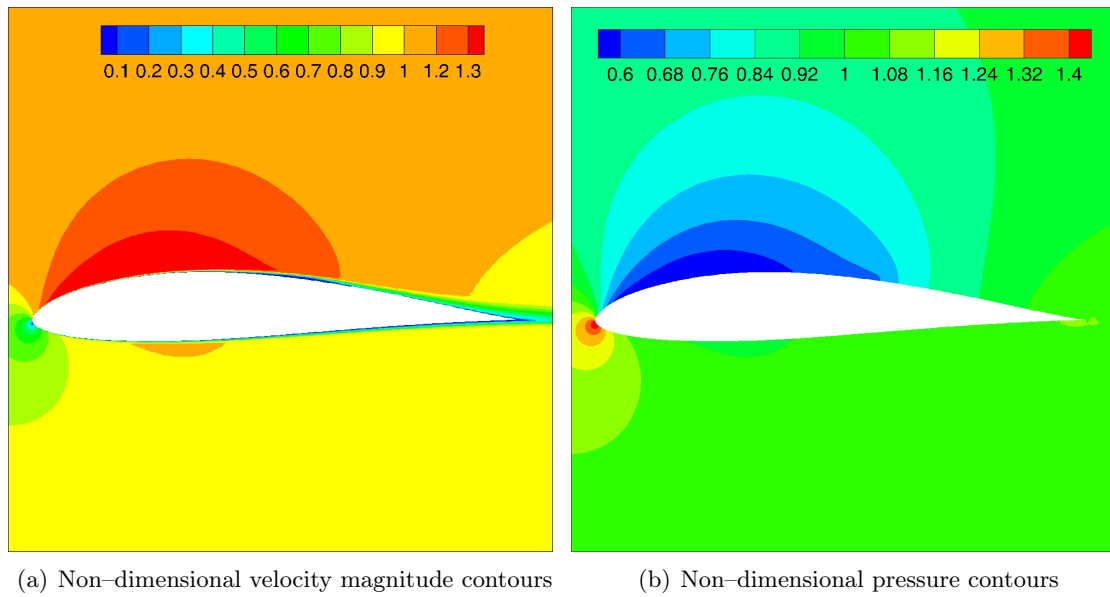 0.1 0.2 0.3 0.4 0.5 0.6 0.7 0.8 0.9 1 1.2 1.3
0.6 0.68 0.76 0.84 0.92 1 1.08 1.16 1.24 1.32 1.4
(a) Non–dimensional velocity magnitude contours
(b) Non–dimensional pressure contours